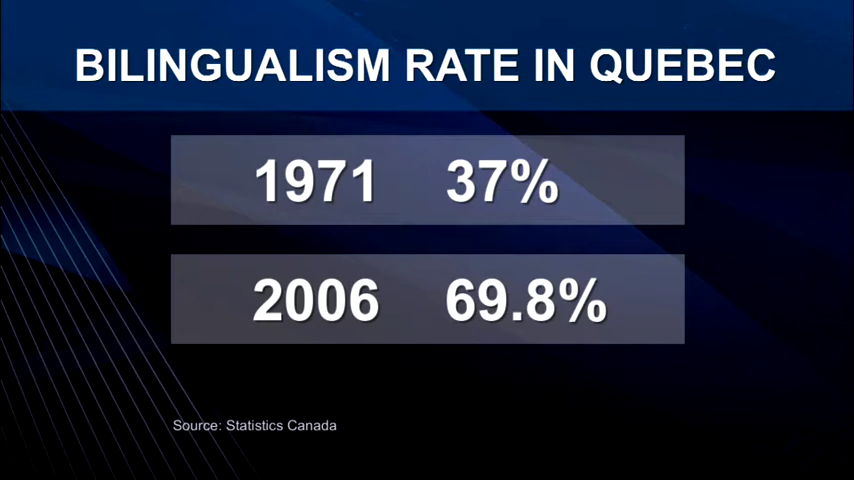 BILINGUALISM RATE IN QUEBEC
1971 37%
2006 69.8%
Source: Statistics Canada